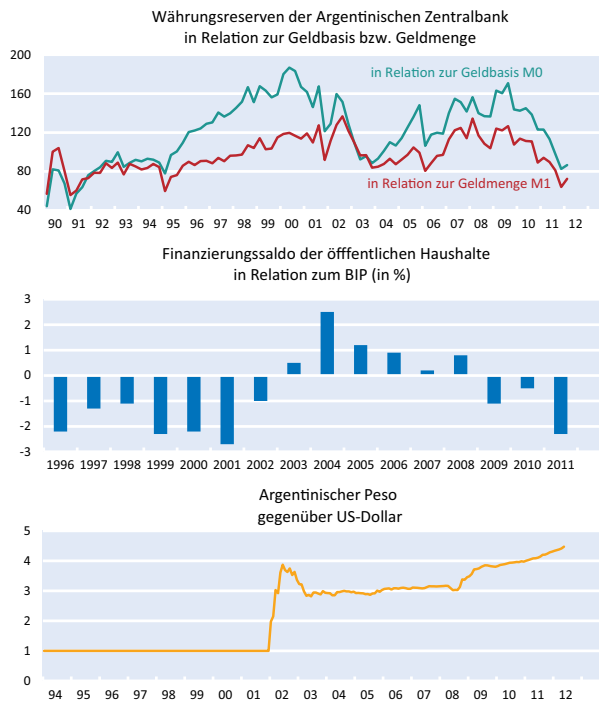 Währungsreserven der Argentinischen Zentralbank
in Relation zur Geldbasis bzw. Geldmenge
200
160
120
80
40
in Relation zur Geldbasis M0
in Relation zur Geldmenge M1
90 91 92 93 94 95 96 97 98 99 00 01 02 03 04 05 06 07 08 09 10 11 12
Finanzierungssaldo der öfffentlichen Haushalte
in Relation zum BIP (in %)
3
2
1
0
-1
-2
-3
1996 1997 1998 1999 2000 2001 2002 2003 2004 2005 2006 2007 2008 2009 2010 2011
Argentinischer Peso
gegenüber US-Dollar
5
4
3
2
1
0
94 95 96 97 98 99 00 01 02 03 04 05 06 07 08 09 10 11 12